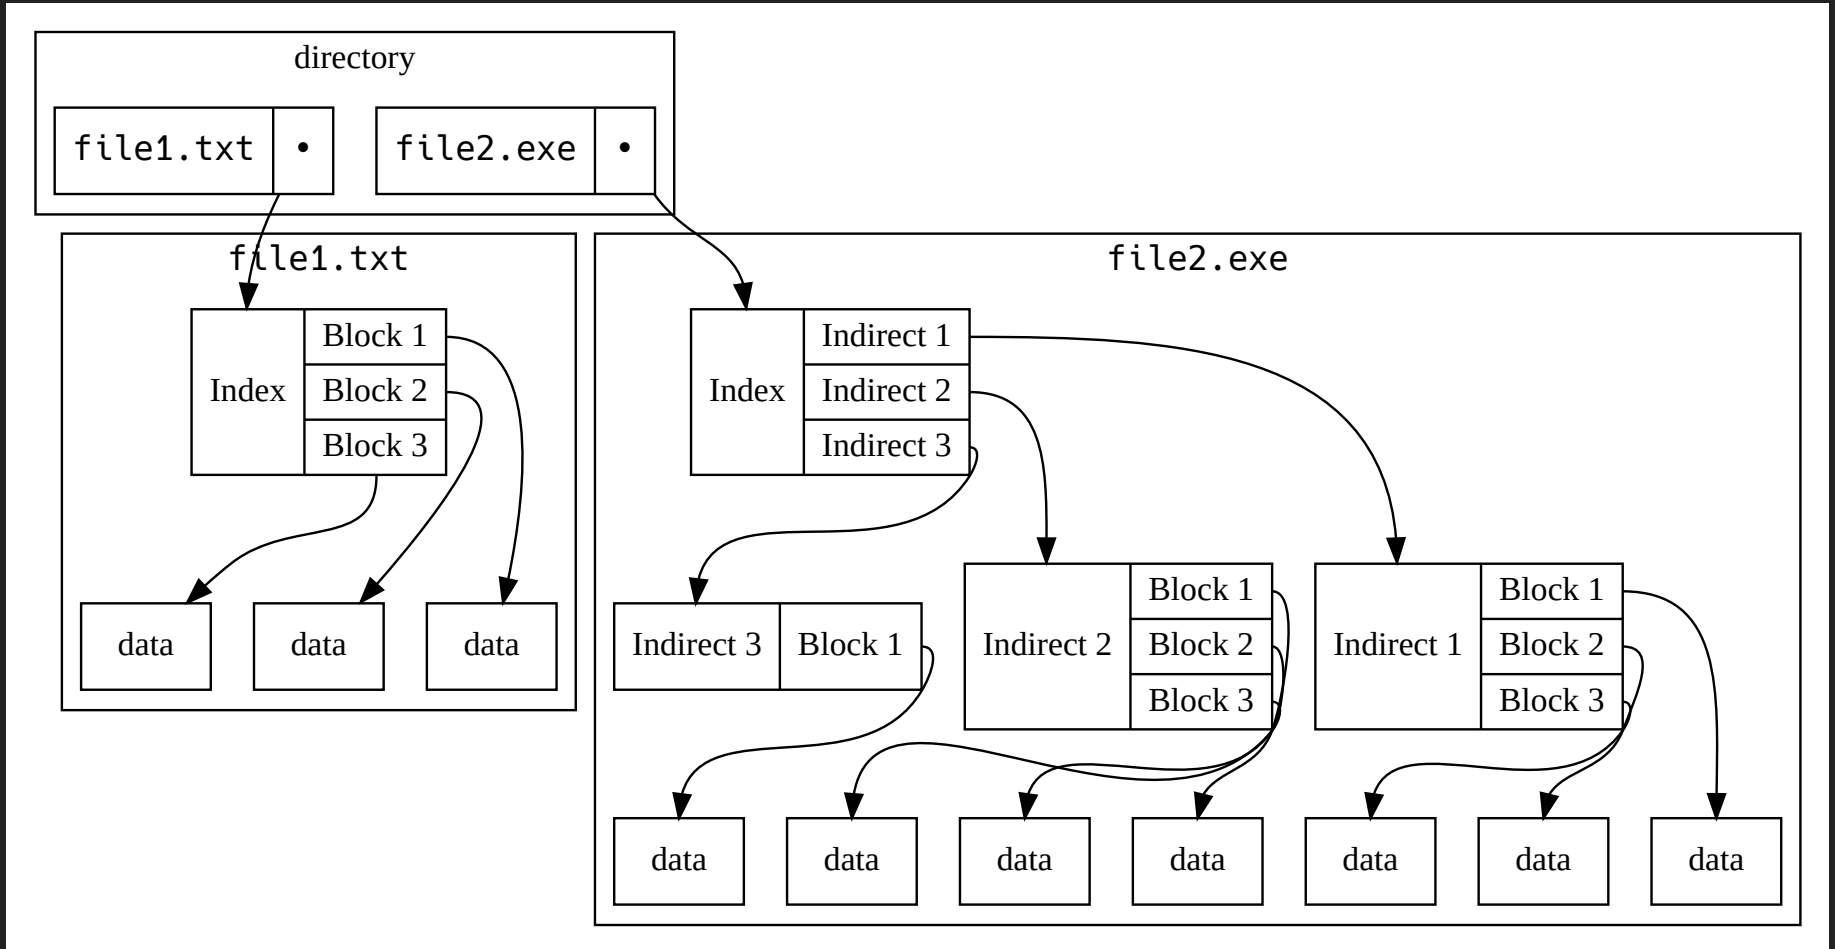 directory
file1.txt •
file2.exe •
file1.txt
Index
Block 1
Block 2
Block 3
data
data
data
file2.exe
Index
Indirect 1
Indirect 2
Indirect 3
Indirect 3
Block 1
Indirect 2
Block 1
Block 2
Block 3
Indirect 1
Block 1
Block 2
Block 3
data
data
data
data
data
data
data